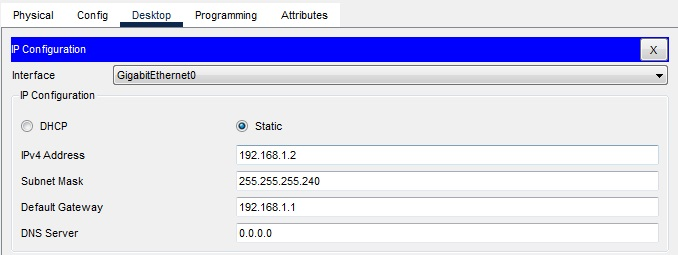 Physical Config Desktop Programming Attributes
IP Configuration X
Interface GigabitEthernet0
IP Configuration
DHCP Static
IPv4 Address 192.168.1.2
Subnet Mask 255.255.255.240
Default Gateway 192.168.1.1
DNS Server 0.0.0.0